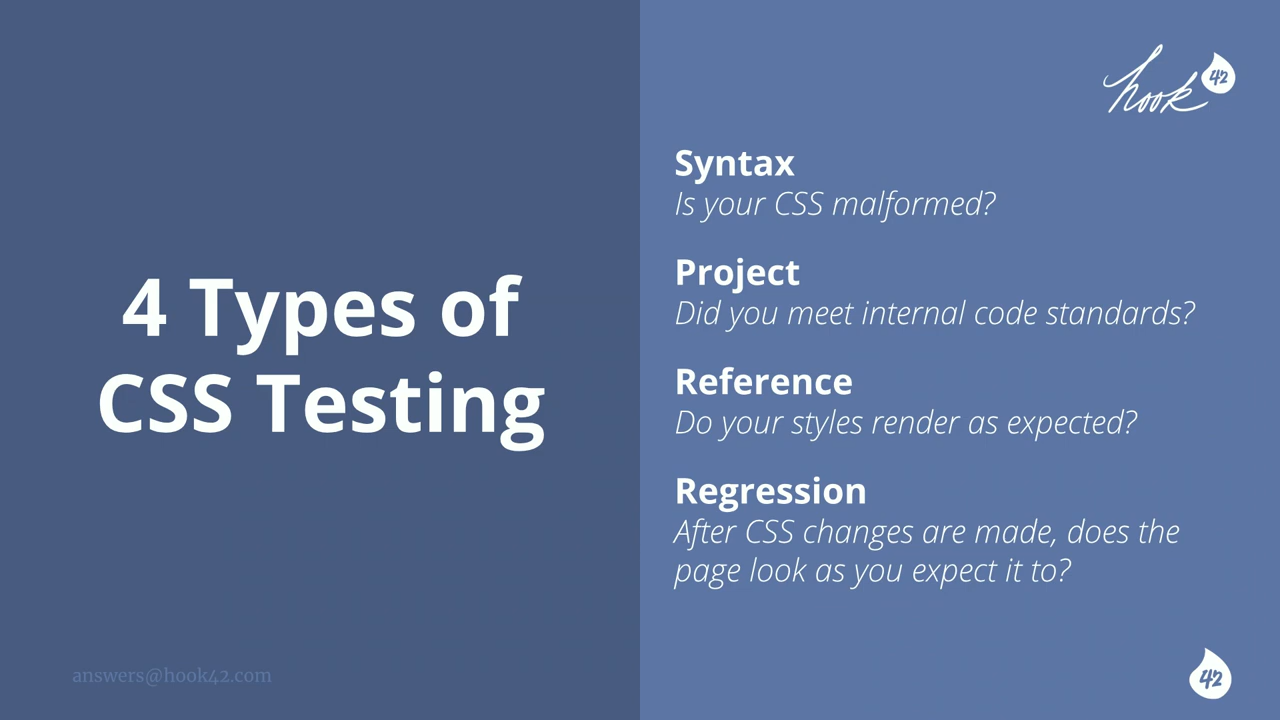 4 Types of
CSS Testing
answers@hook42.com
hook 42
Syntax
Is your CSS malformed?
Project
Did you meet internal code standards?
Reference
Do your styles render as expected?
Regression
After CSS changes are made, does the
page look as you expect it to?
42